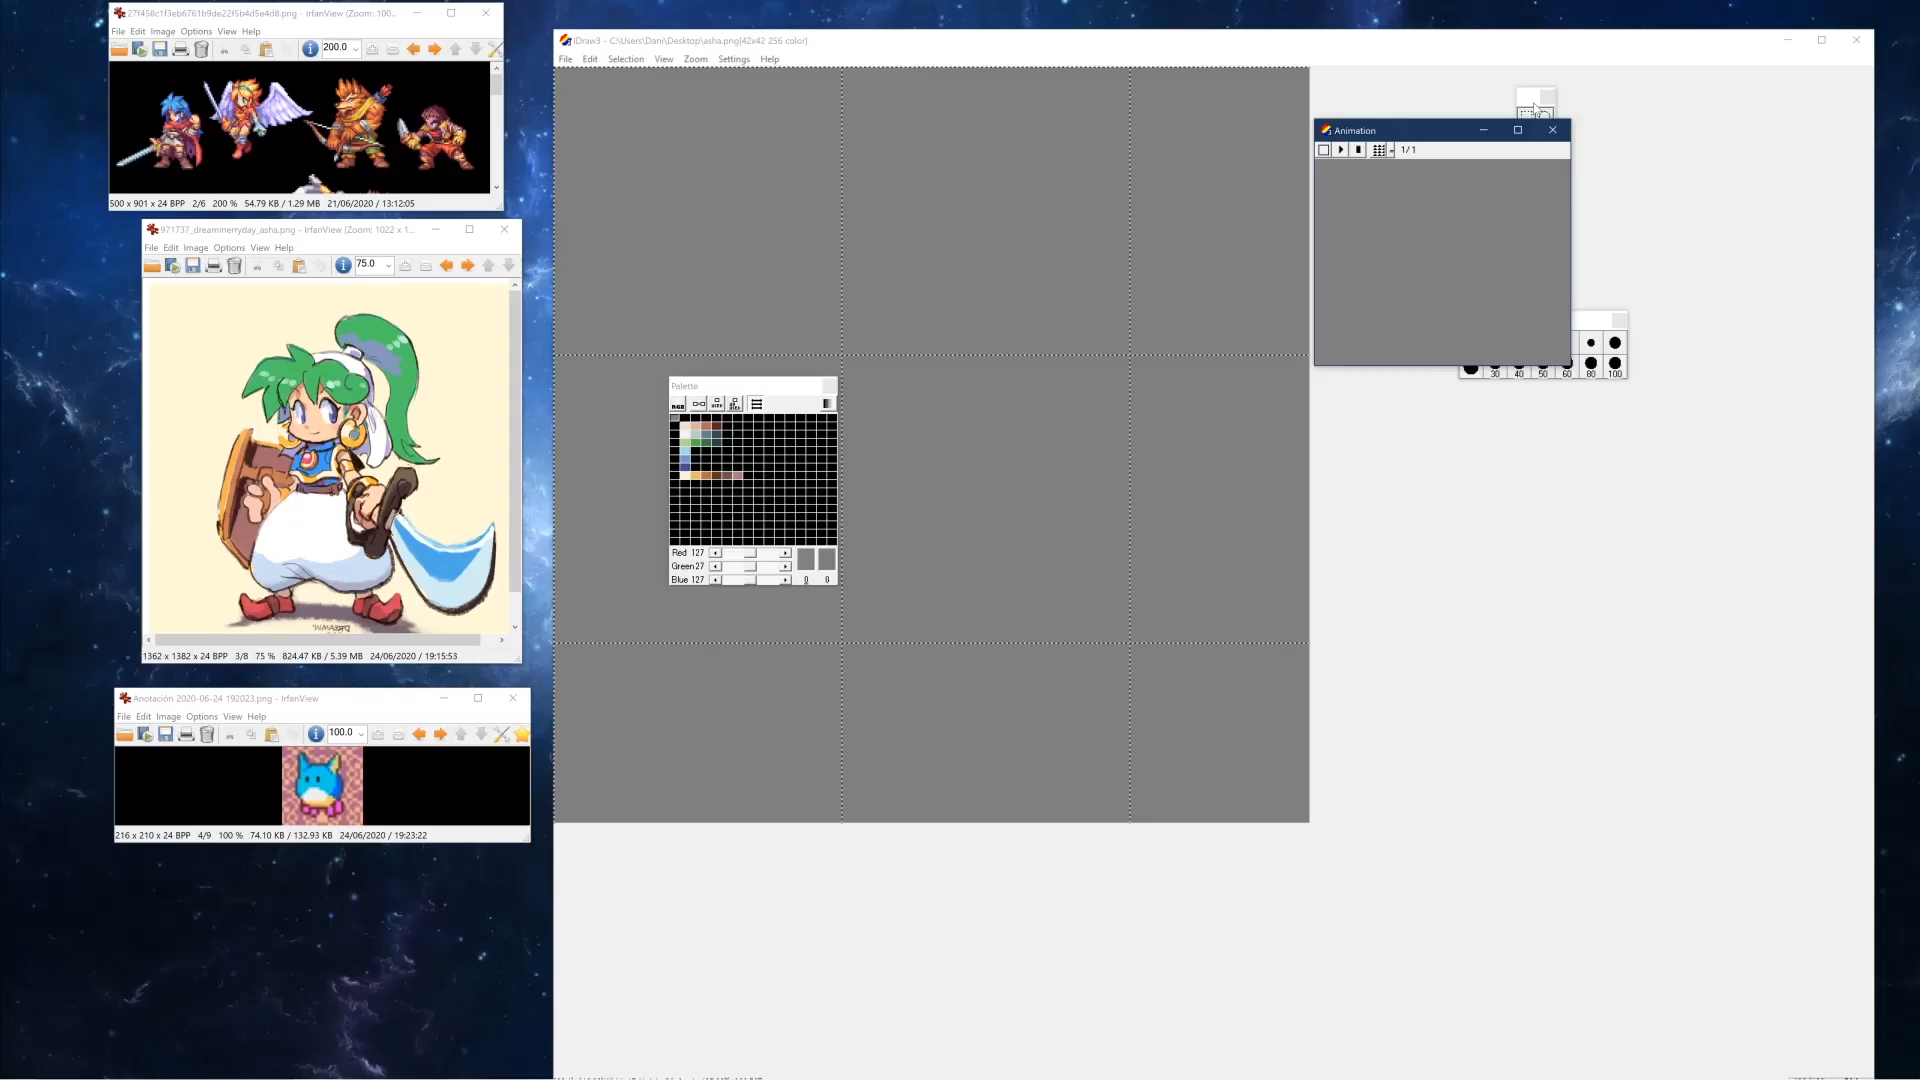 27f458c1f3eb6761b9de22f5b4d5e4d8.png - IrfanView (Zoom: 100...
File Edit Image Options View Help
200.0
500 x 901 x 24 BPP 2/6 200 % 54.79 KB / 1.29 MB 21/06/2020 / 13:12:05
971737_dreaminerryday_asha.png - IrfanView (Zoom: 1022 x 1...
File Edit Image Options View Help
75.0
1362 x 1382 x 24 BPP 3/8 75 % 824.47 KB / 5.39 MB 24/06/2020 / 19:15:53
Anotación 2020-06-24 192023.png - IrfanView
File Edit Image Options View Help
100.0
216 x 210 x 24 BPP 4/9 100 % 74.10 KB / 132.93 KB 24/06/2020 / 19:23:22
IDraw3 - C:\Users\Dani\Desktop\asha.png[42x42 256 color]
File Edit Selection View Zoom Settings Help
Palette
RGB
Red 127
Green 27
Blue 127
0 0
Animation
1/1
30 40 50 60 80 100